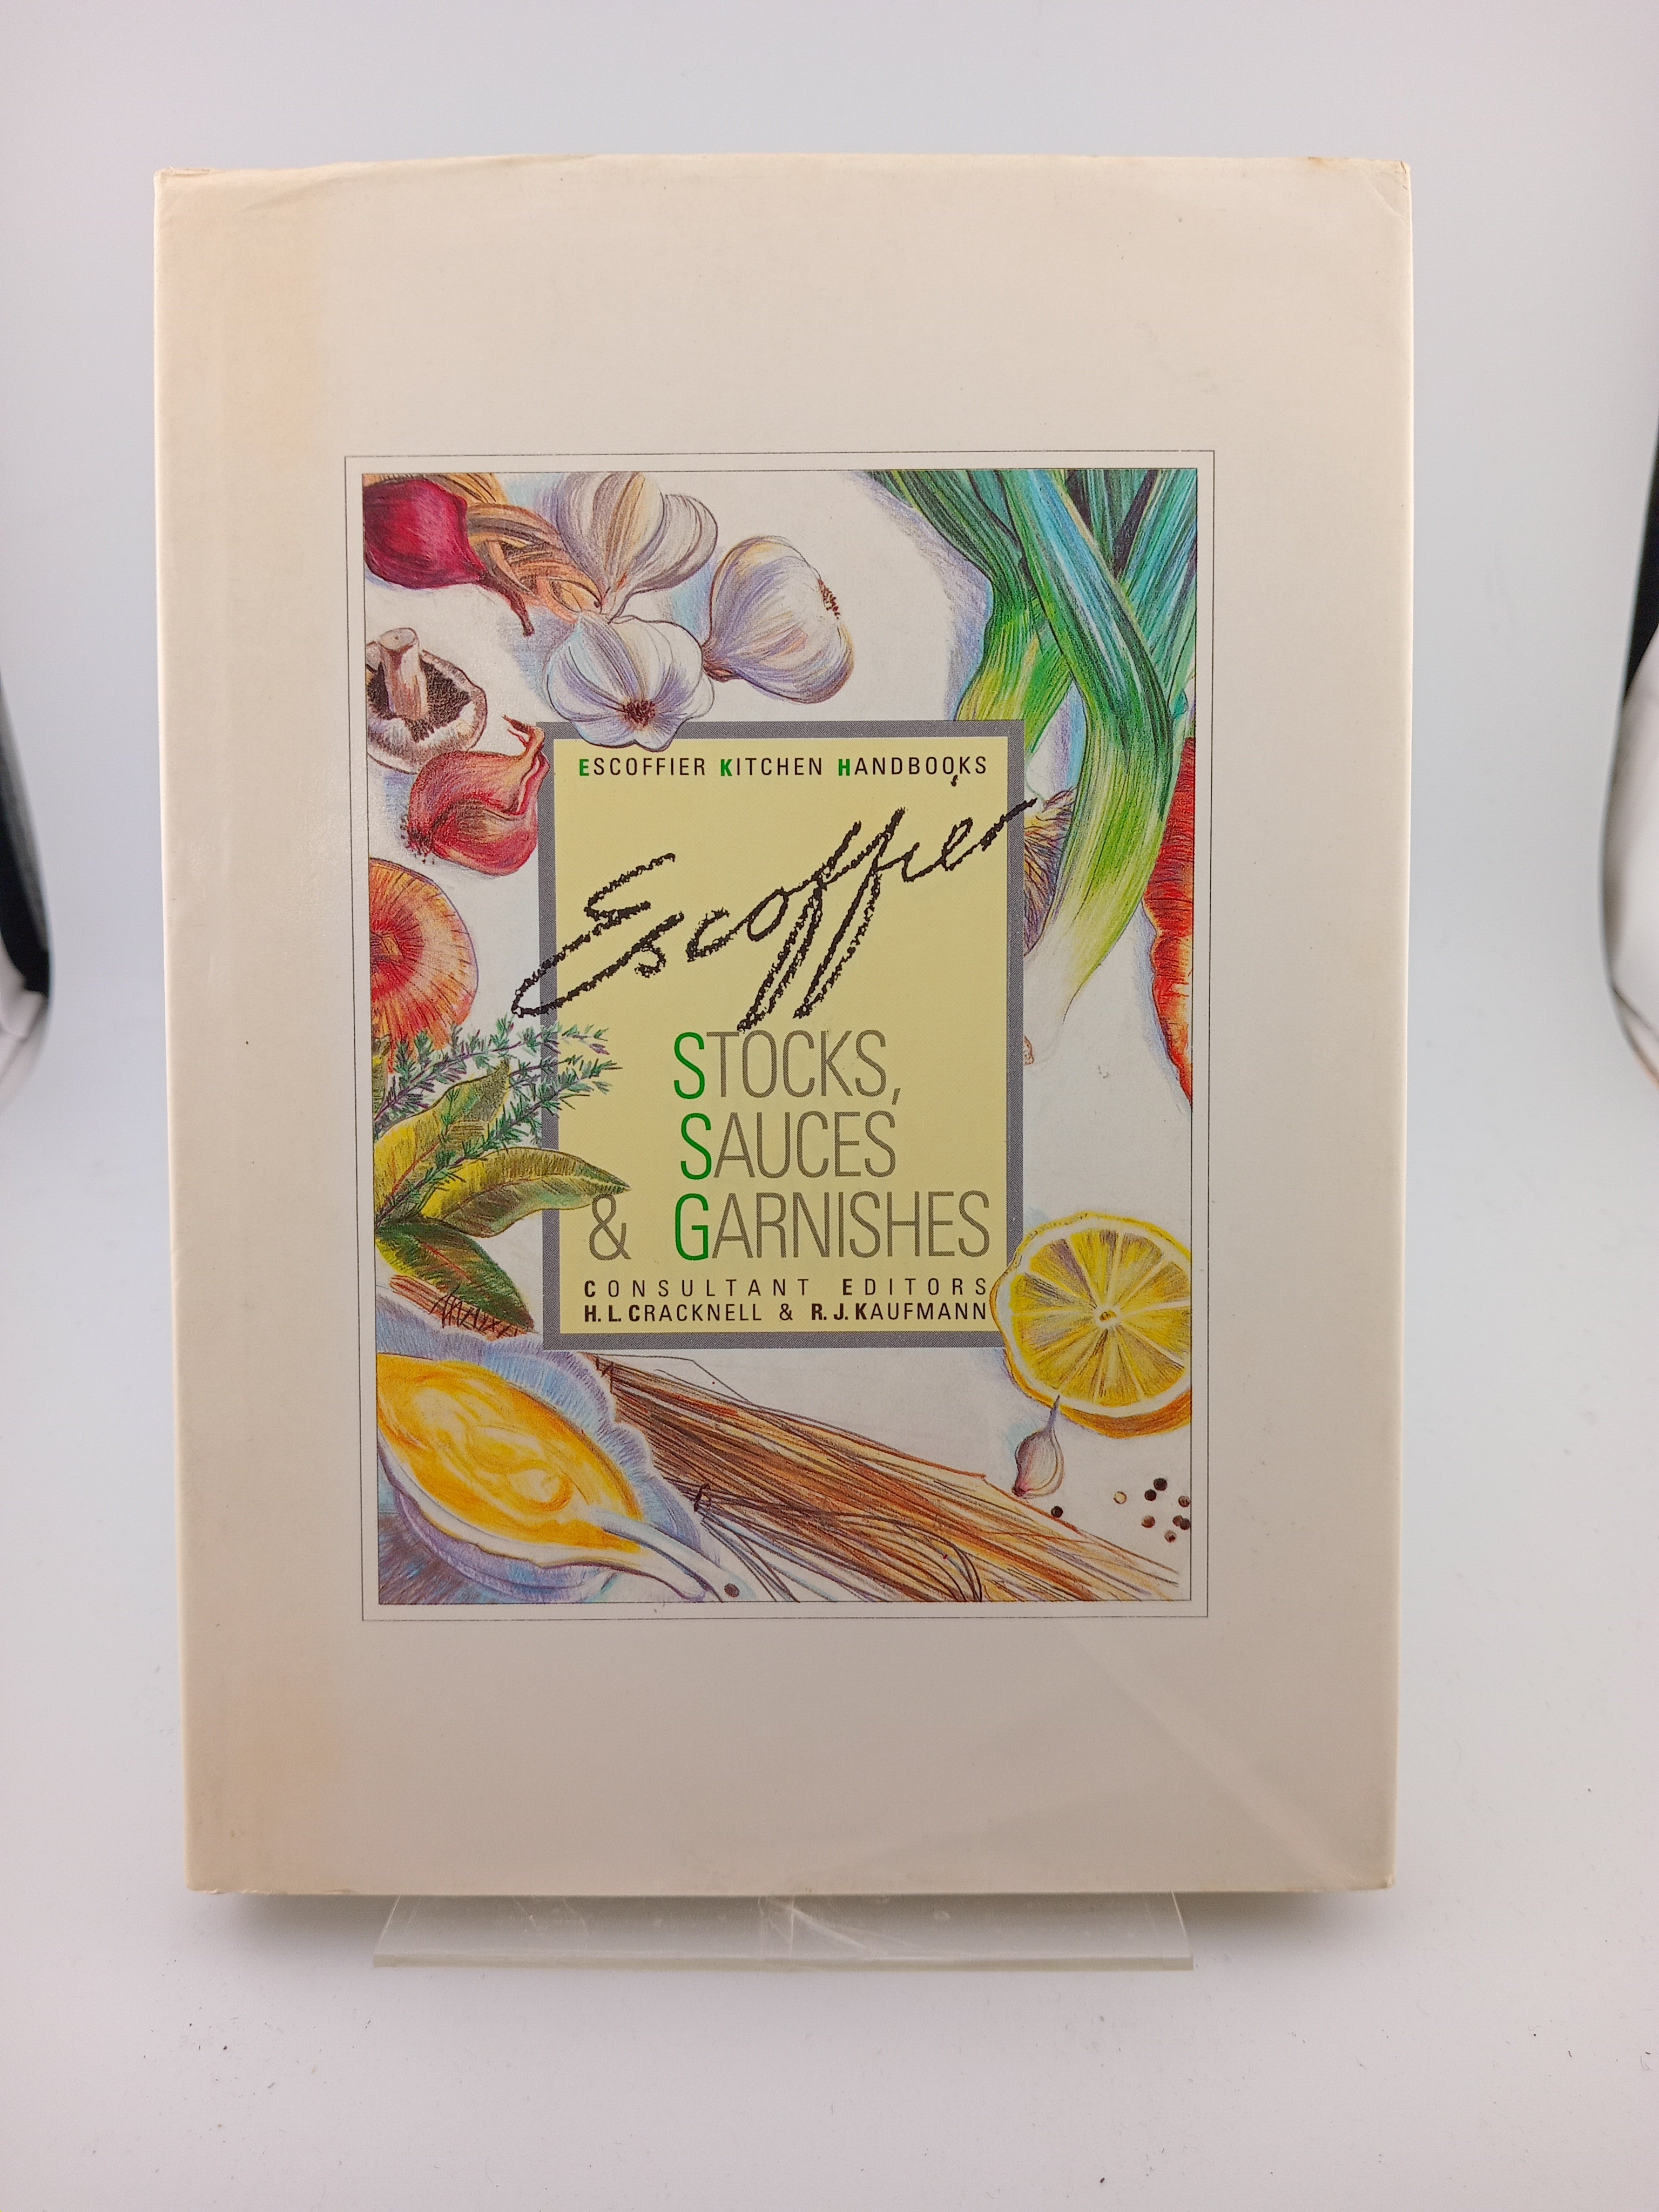 ESCOFFIER KITCHEN HANDBOOKS
Escoffier
STOCKS,
SAUCES
& GARNISHES
CONSULTANT EDITORS
H.L.CRACKNELL & R.J.KAUFMANN